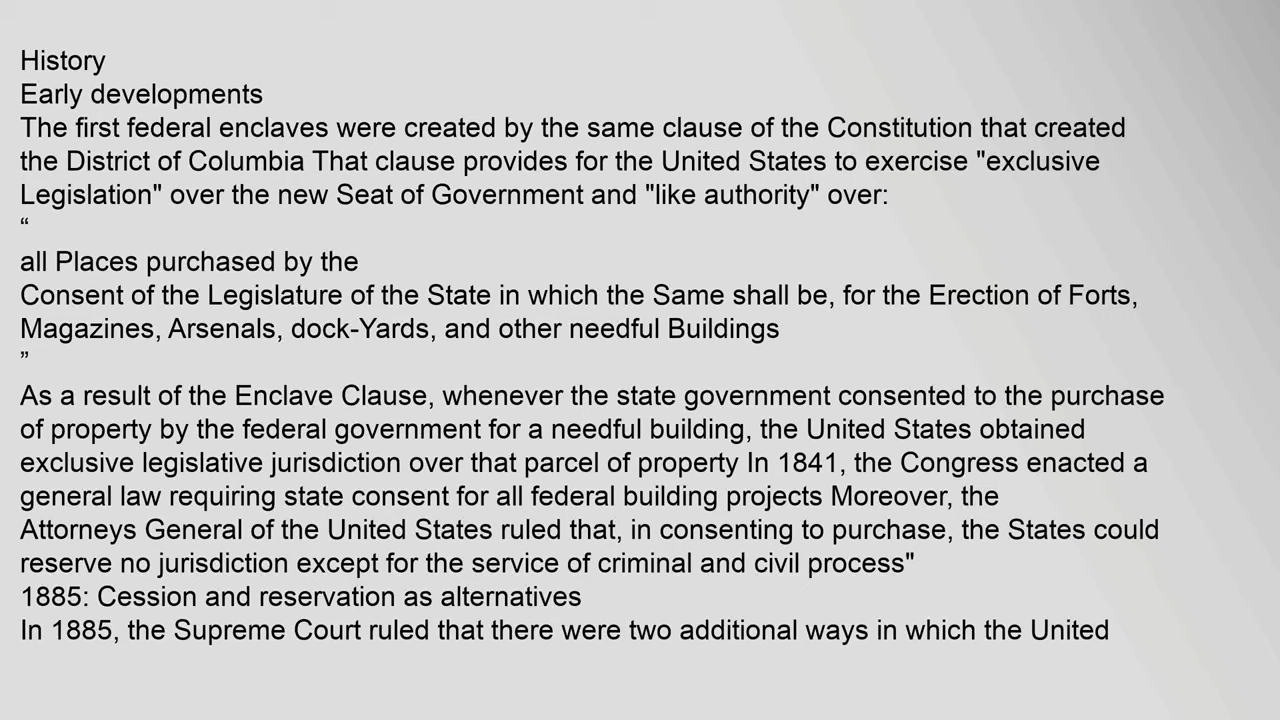 History
Early developments
The first federal enclaves were created by the same clause of the Constitution that created
the District of Columbia That clause provides for the United States to exercise "exclusive
Legislation" over the new Seat of Government and "like authority" over:
“
all Places purchased by the
Consent of the Legislature of the State in which the Same shall be, for the Erection of Forts,
Magazines, Arsenals, dock-Yards, and other needful Buildings
”
As a result of the Enclave Clause, whenever the state government consented to the purchase
of property by the federal government for a needful building, the United States obtained
exclusive legislative jurisdiction over that parcel of property In 1841, the Congress enacted a
general law requiring state consent for all federal building projects Moreover, the
Attorneys General of the United States ruled that, in consenting to purchase, the States could
reserve no jurisdiction except for the service of criminal and civil process"
1885: Cession and reservation as alternatives
In 1885, the Supreme Court ruled that there were two additional ways in which the United